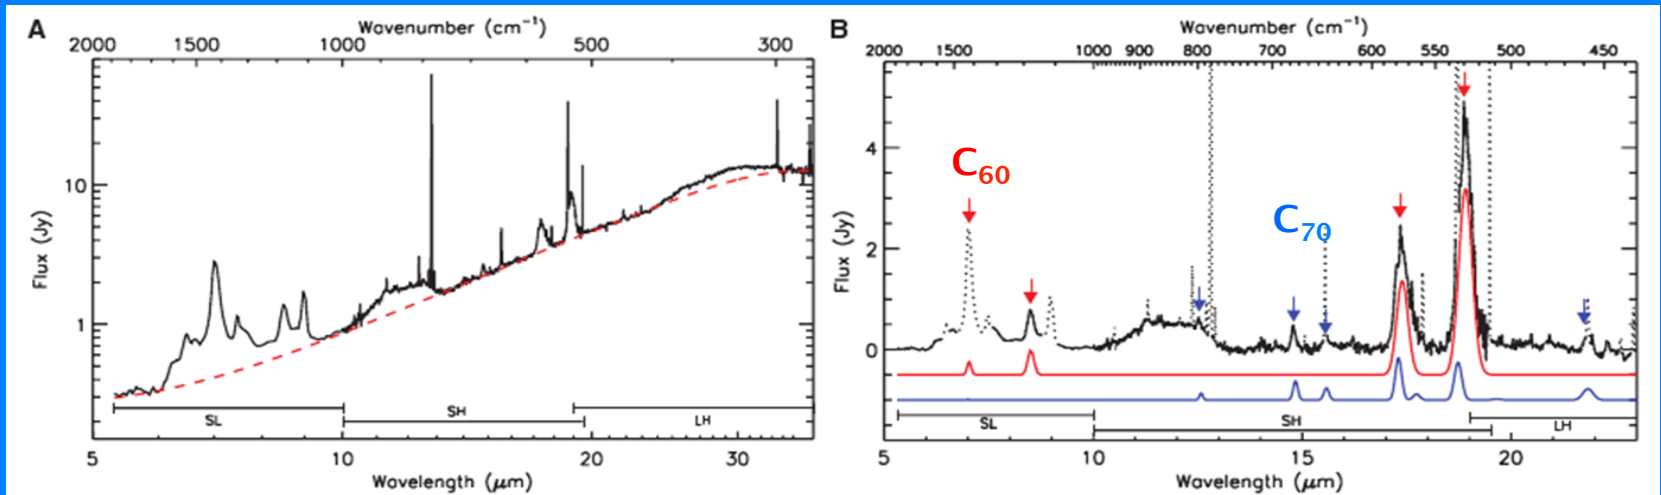 A
Wavenumber (cm⁻¹)
2000 1500 1000 500 300
Flux (Jy)
10
1
SL SH LH
5 10 20 30
Wavelength (μm)
B
Wavenumber (cm⁻¹)
2000 1500 1000 900 800 700 600 550 500 450
Flux (Jy)
4
2
0
C₆₀
C₇₀
SL SH LH
5 10 15 20
Wavelength (μm)